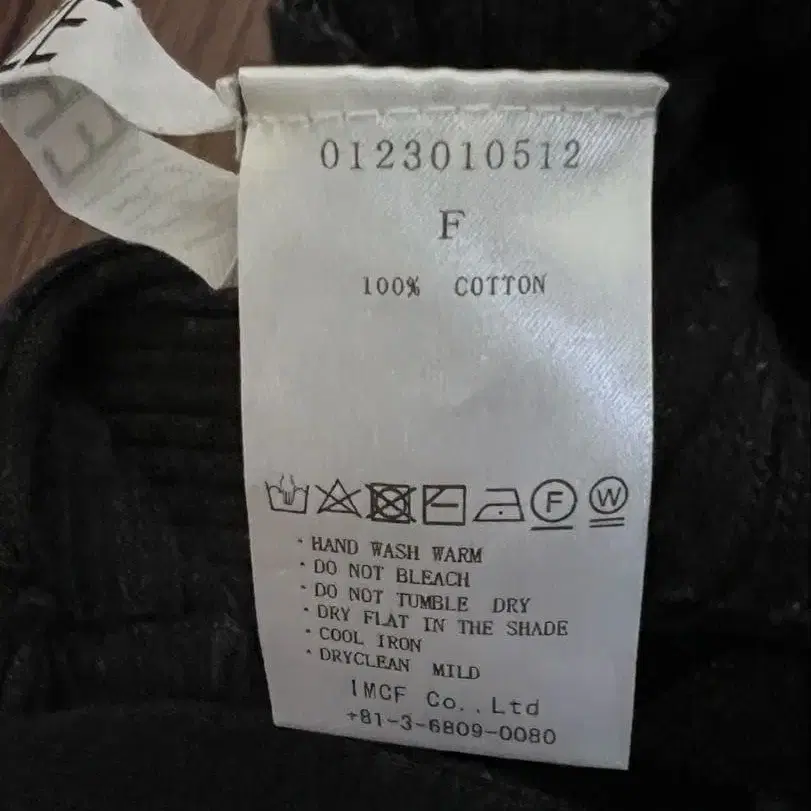 0123010512
F
100% COTTON
F W
· HAND WASH WARM
· DO NOT BLEACH
· DO NOT TUMBLE DRY
· DRY FLAT IN THE SHADE
· COOL IRON
· DRYCLEAN MILD
IMCF Co., Ltd
+81-3-6809-0080